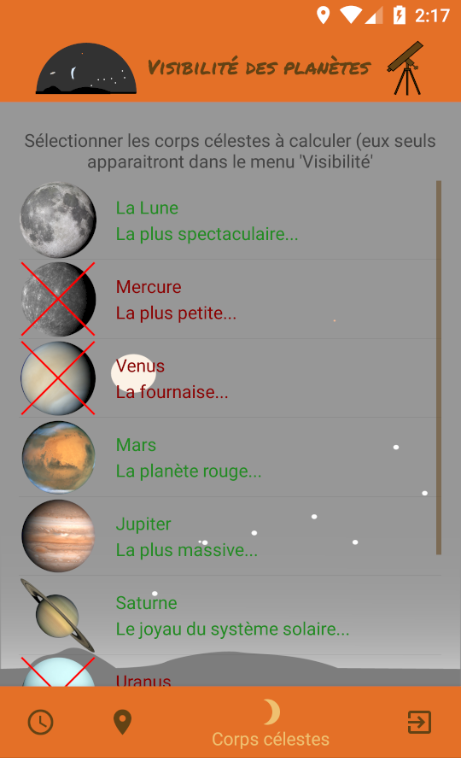 2:17
Visibilité des planètes
Sélectionner les corps célestes à calculer (eux seuls
apparaitront dans le menu 'Visibilité'
La Lune
La plus spectaculaire...
Mercure
La plus petite...
Venus
La fournaise...
Mars
La planète rouge...
Jupiter
La plus massive...
Saturne
Le joyau du système solaire...
Uranus
Corps célestes